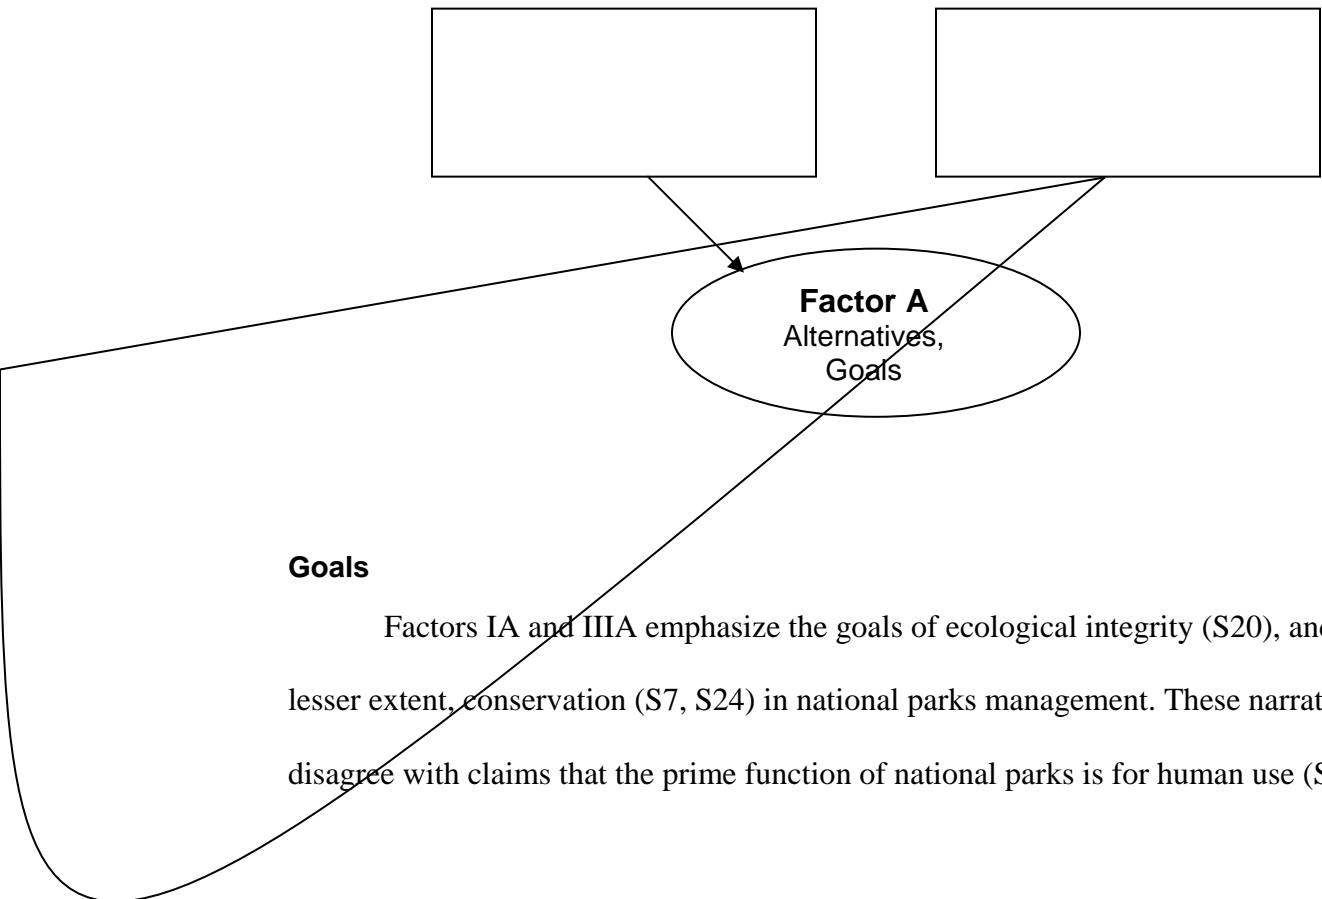 Factor A
Alternatives,
Goals
Goals
Factors IA and IIIA emphasize the goals of ecological integrity (S20),
lesser extent, conservation (S7, S24) in national parks management. These
disagree with claims that the prime function of national parks is for human use